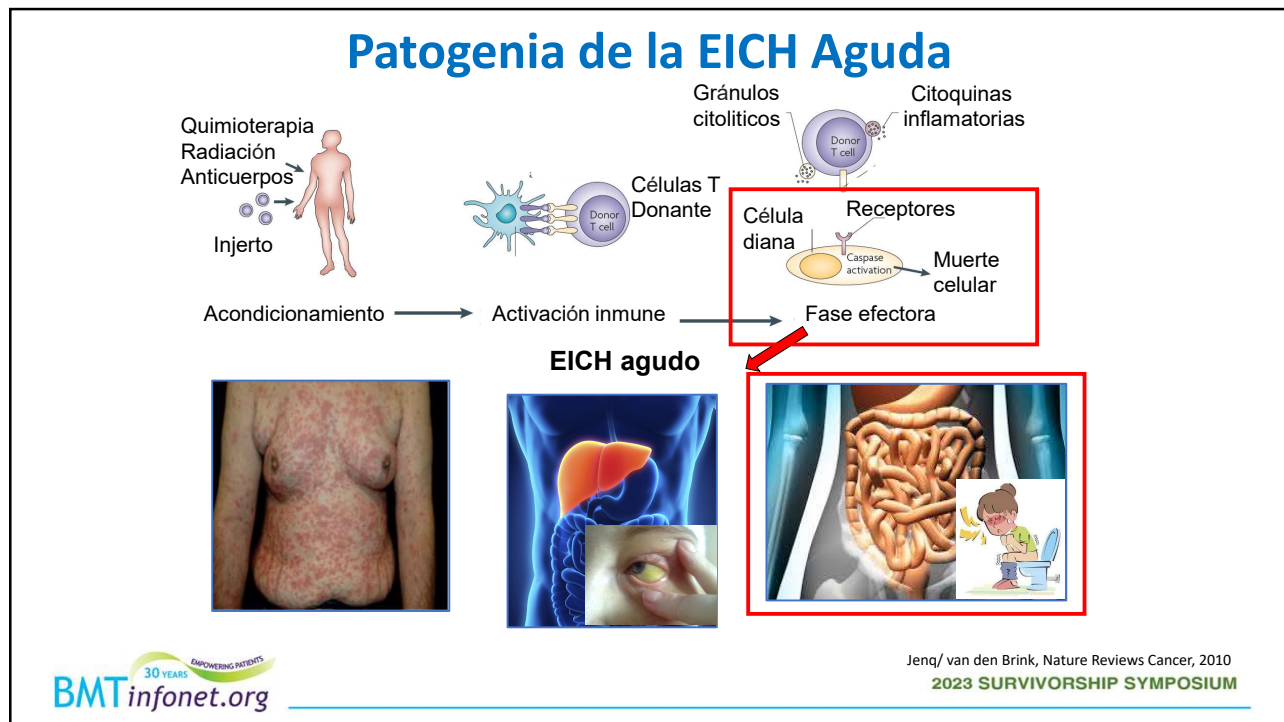 Patogenia de la EICH Aguda
Quimioterapia
Radiación
Anticuerpos
Injerto
Células T
Donante
Donor
T cell
Gránulos
citoliticos
Citoquinas
inflamatorias
Donor
T cell
Célula
diana
Receptores
Caspase
activation
Muerte
celular
Acondicionamiento
Activación inmune
Fase efectora
EICH agudo
30 YEARS
EMPOWERING PATIENTS
BMTinfonet.org
Jenq/ van den Brink, Nature Reviews Cancer, 2010
2023 SURVIVORSHIP SYMPOSIUM